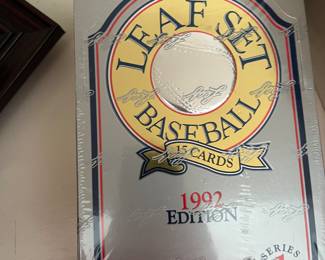 LEAF SET
BASEBALL
15 CARDS
1992
EDITION
SERIES